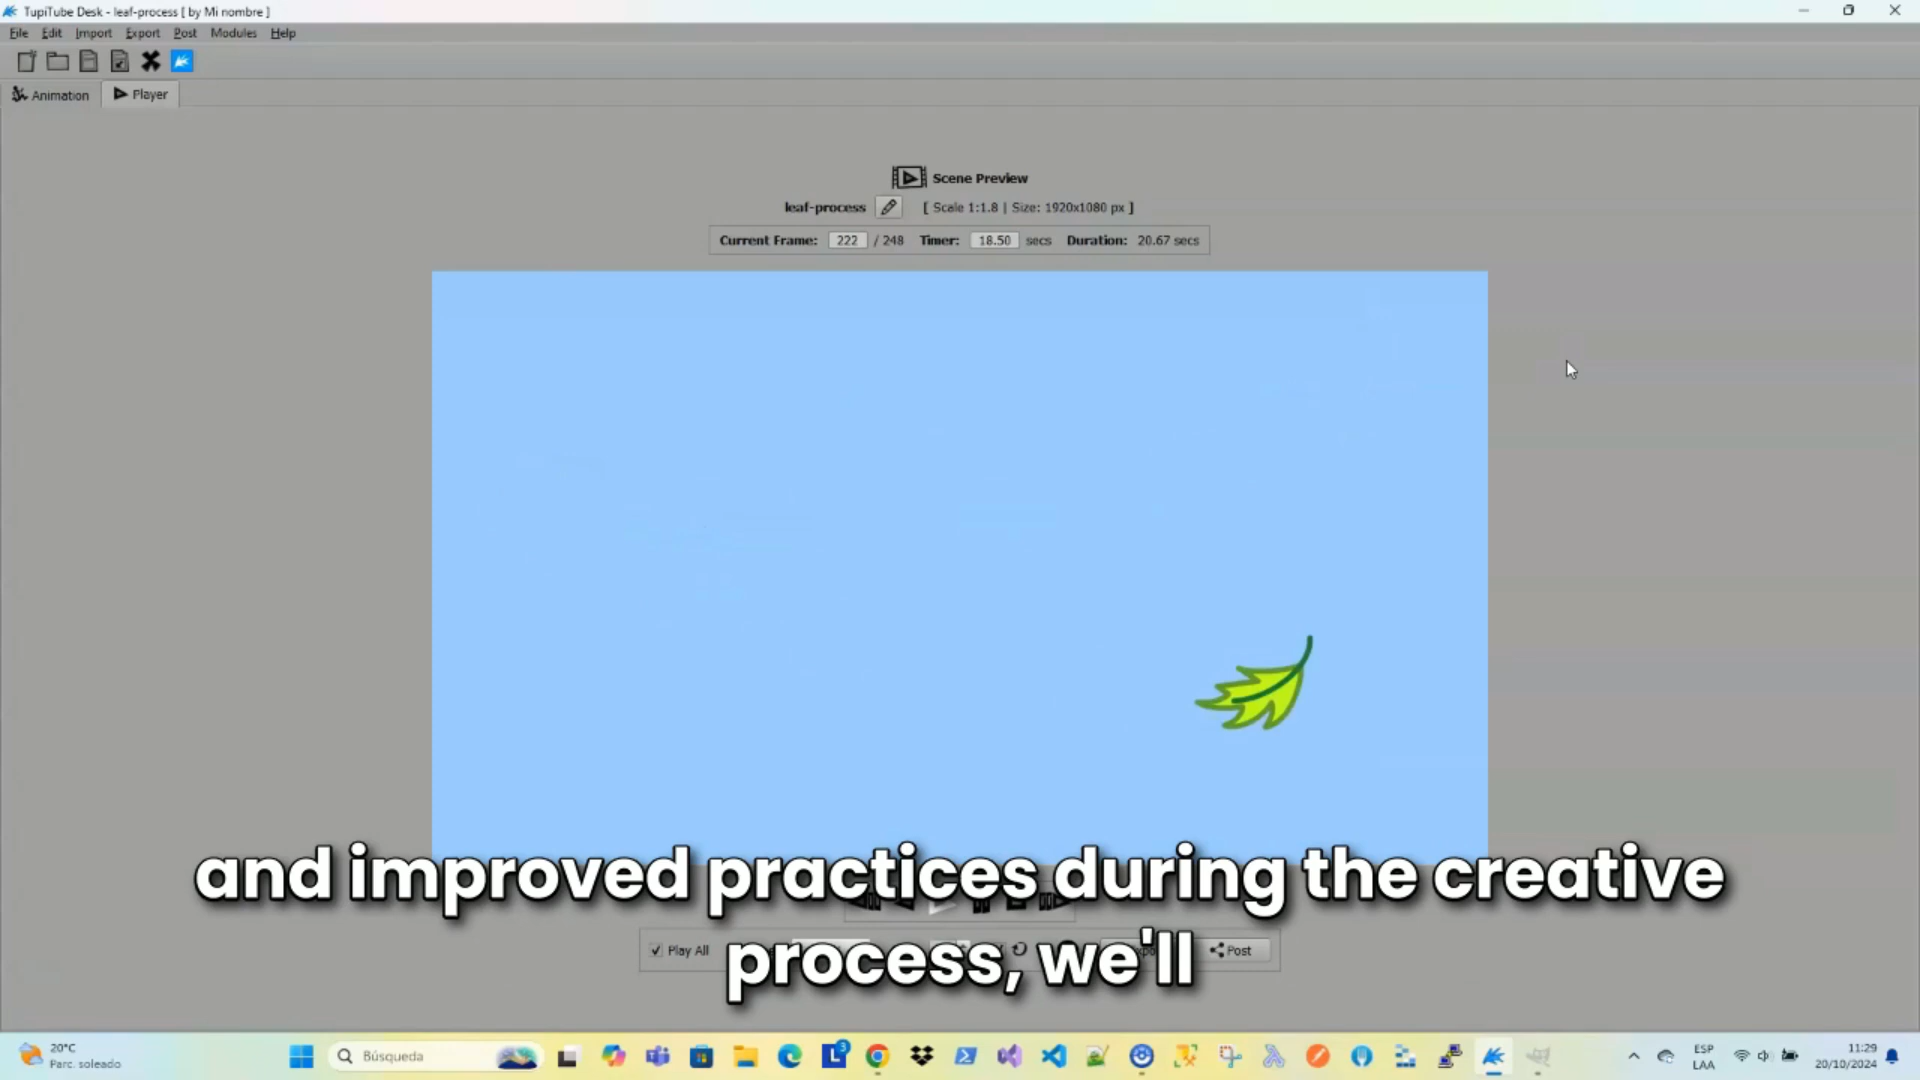 TupiTube Desk - leaf-process [ by Mi nombre ]
File Edit Import Export Post Modules Help
Animation Player
Scene Preview
leaf-process [ Scale 1:1.8 | Size: 1920x1080 px ]
Current Frame: 222 / 248 Timer: 18.50 secs Duration: 20.67 secs
and improved practices during the creative
process, we'll
Play All Post
20°C
Parc. soleado
Búsqueda
3
ESP
LAA
11:29
20/10/2024